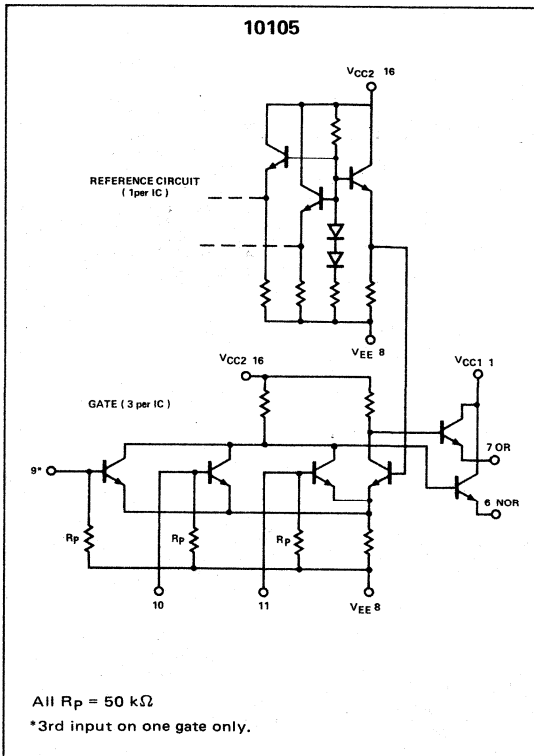 10105
VCC2 16
REFERENCE CIRCUIT
( 1per IC )
VEE 8
VCC2 16
VCC1 1
GATE ( 3 per IC )
7 OR
9*
6 NOR
RP
RP
RP
10
11
VEE 8
All RP = 50 kΩ
*3rd input on one gate only.